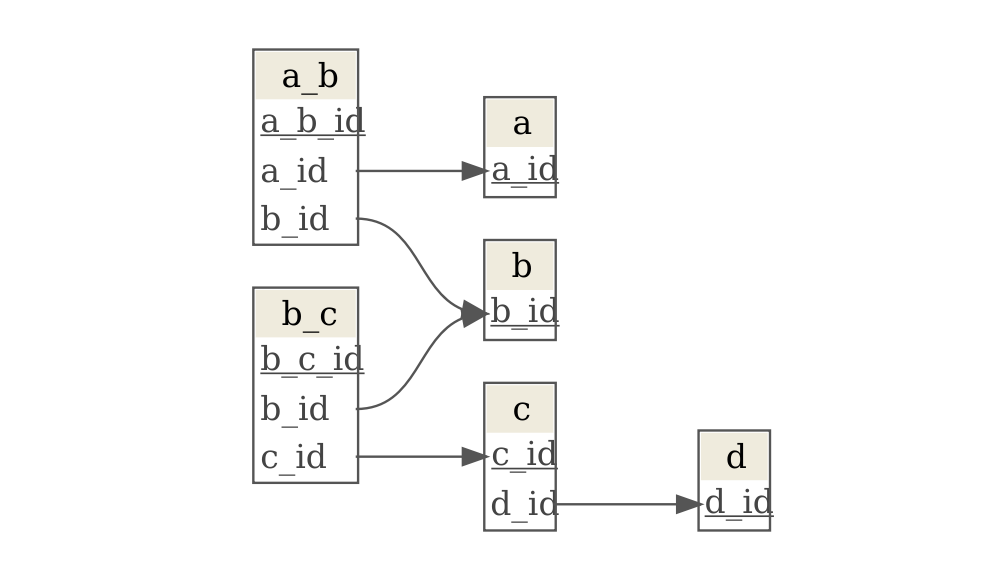 a_b
a_b_id
a_id
b_id
a
a_id
b
b_id
b_c
b_c_id
b_id
c_id
c
c_id
d_id
d
d_id